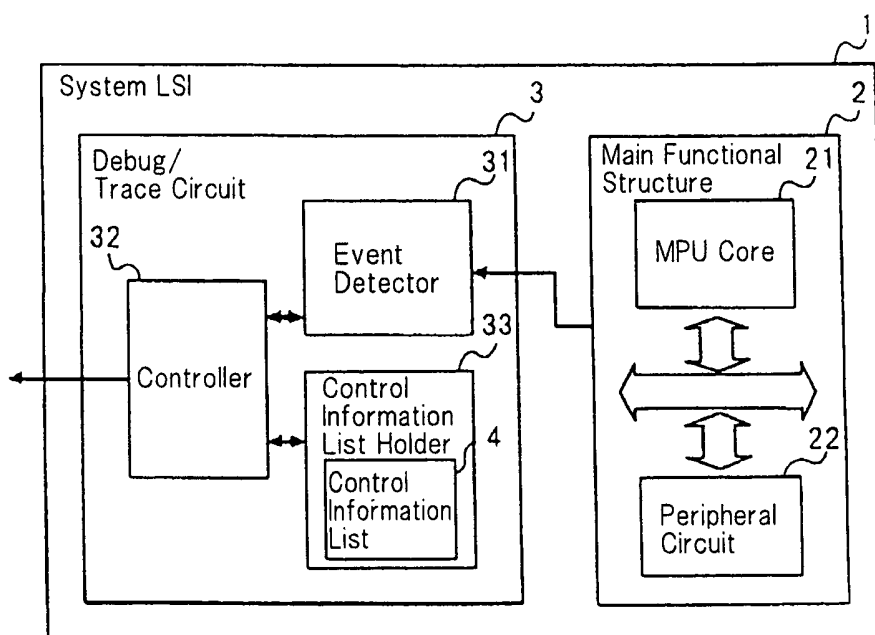 1
System LSI
3
2
Debug/
Trace Circuit
31
Main Functional
Structure
21
32
Event
Detector
MPU Core
Controller
33
Control
Information
List Holder
4
Control
Information
List
22
Peripheral
Circuit